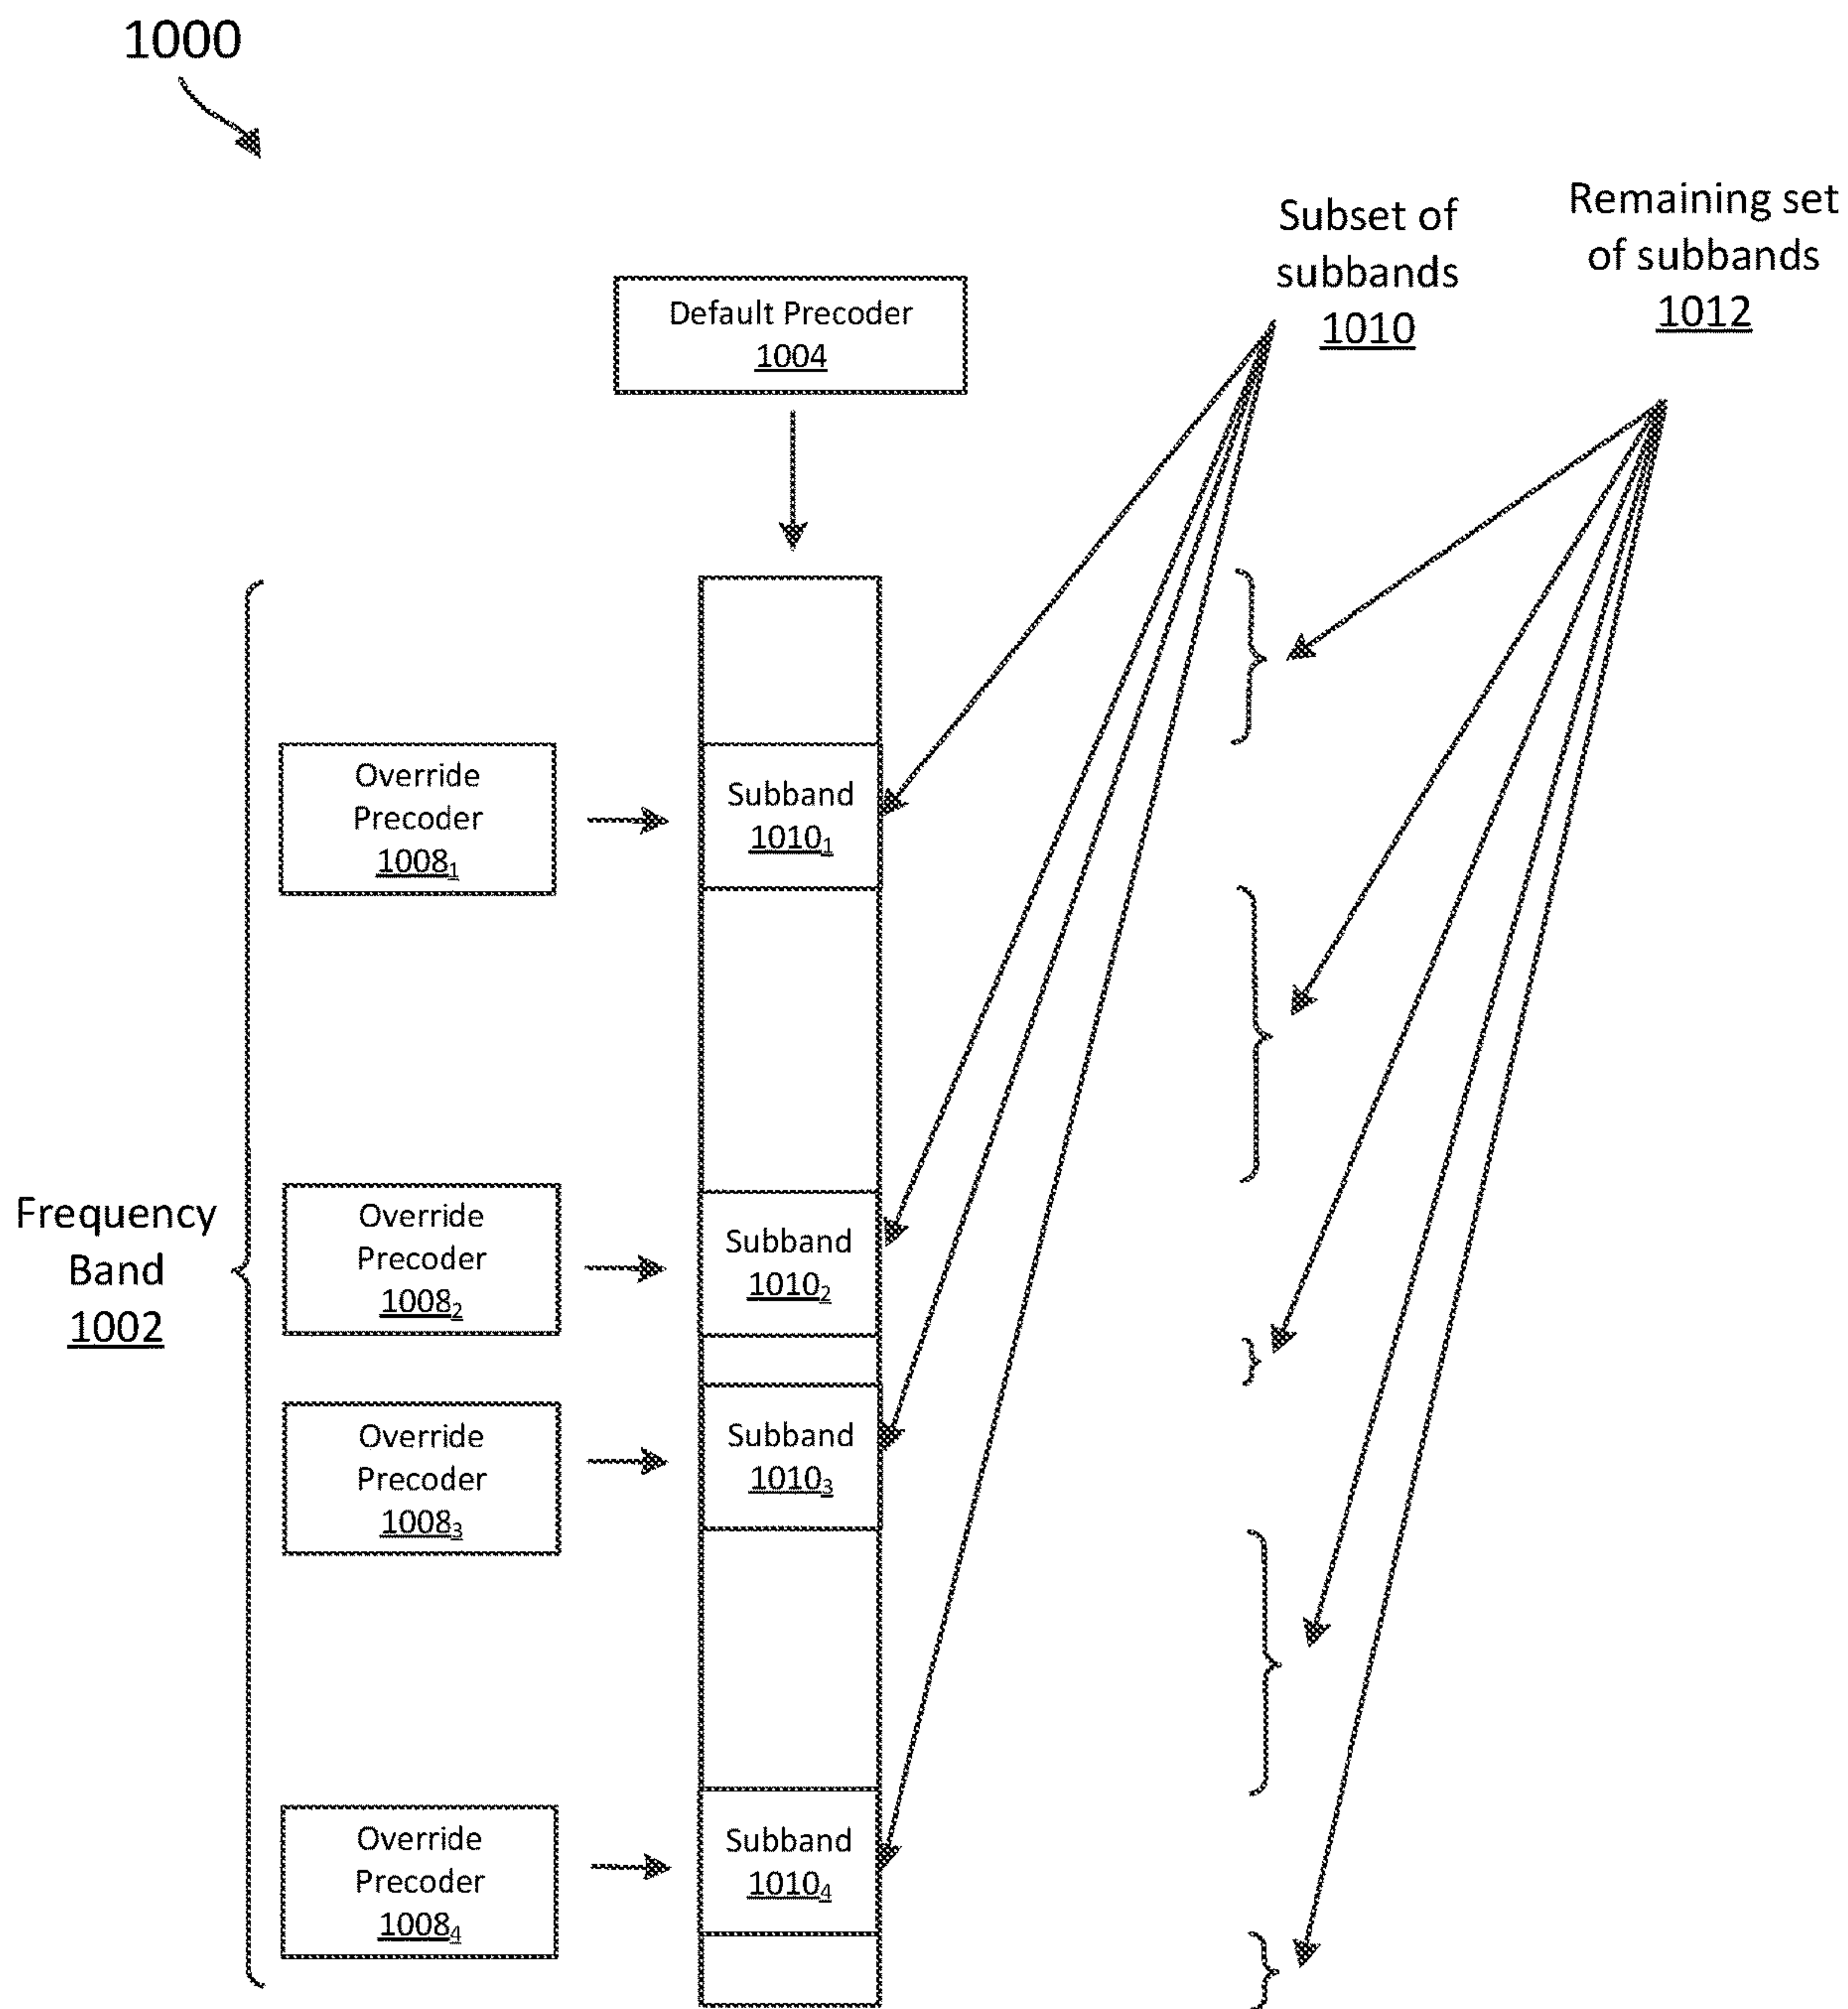 1000
Subset of
subbands
1010
Remaining set
of subbands
1012
Default Precoder
1004
Override
Precoder
1008₁
Subband
1010₁
Frequency
Band
1002
Override
Precoder
1008₂
Subband
1010₂
Override
Precoder
1008₃
Subband
1010₃
Override
Precoder
1008₄
Subband
1010₄